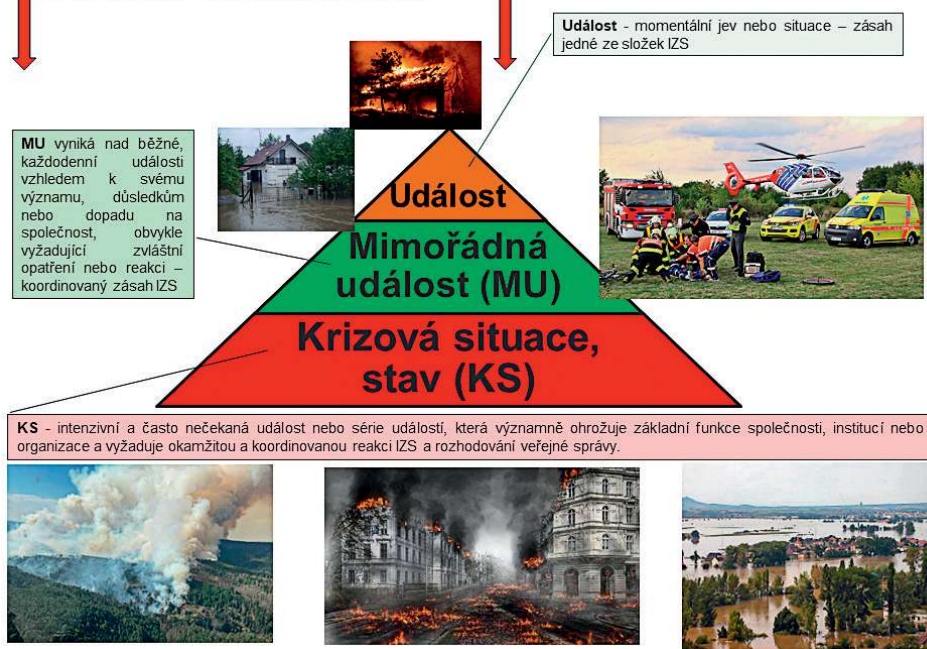 Událost - momentální jev nebo situace – zásah
jedné ze složek IZS
MU vyniká nad běžné,
každodenní události
vzhledem k svému
významu, důsledkům
nebo dopadu na
společnost, obvykle
vyžadující zvláštní
opatření nebo reakci –
koordinovaný zásah IZS
Událost
Mimořádná
událost (MU)
Krizová situace,
stav (KS)
KS - intenzivní a často nečekaná událost nebo série událostí, která významně ohrožuje základní funkce společnosti, institucí nebo
organizace a vyžaduje okamžitou a koordinovanou reakci IZS a rozhodování veřejné správy.